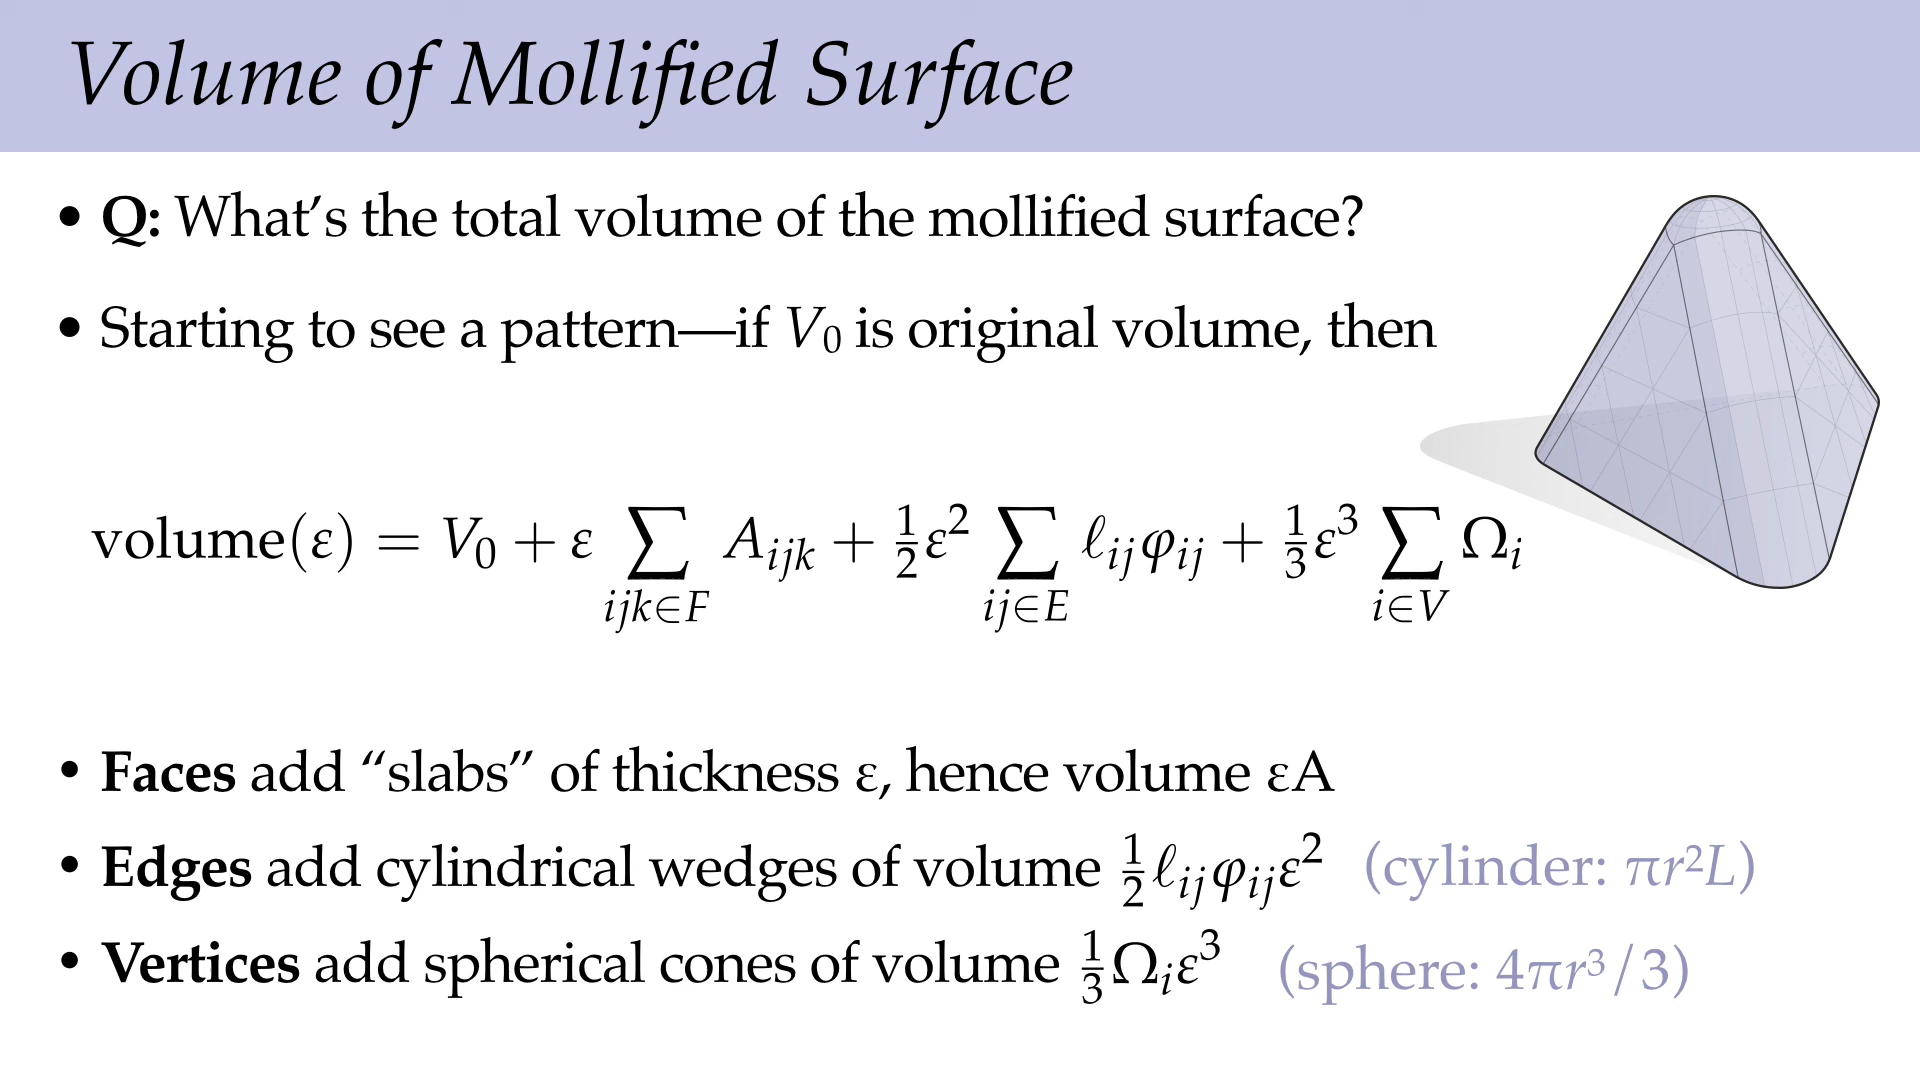 Volume of Mollified Surface
• Q: What's the total volume of the mollified surface?
• Starting to see a pattern—if V₀ is original volume, then
volume(ε) = V₀ + ε ∑_{ijk∈F} A_{ijk} + ½ε² ∑_{ij∈E} ℓ_{ij}φ_{ij} + ⅓ε³ ∑_{i∈V} Ω_i
• Faces add “slabs” of thickness ε, hence volume εA
• Edges add cylindrical wedges of volume ½ℓ_{ij}φ_{ij}ε² (cylinder: πr²L)
• Vertices add spherical cones of volume ⅓Ω_iε³ (sphere: 4πr³/3)